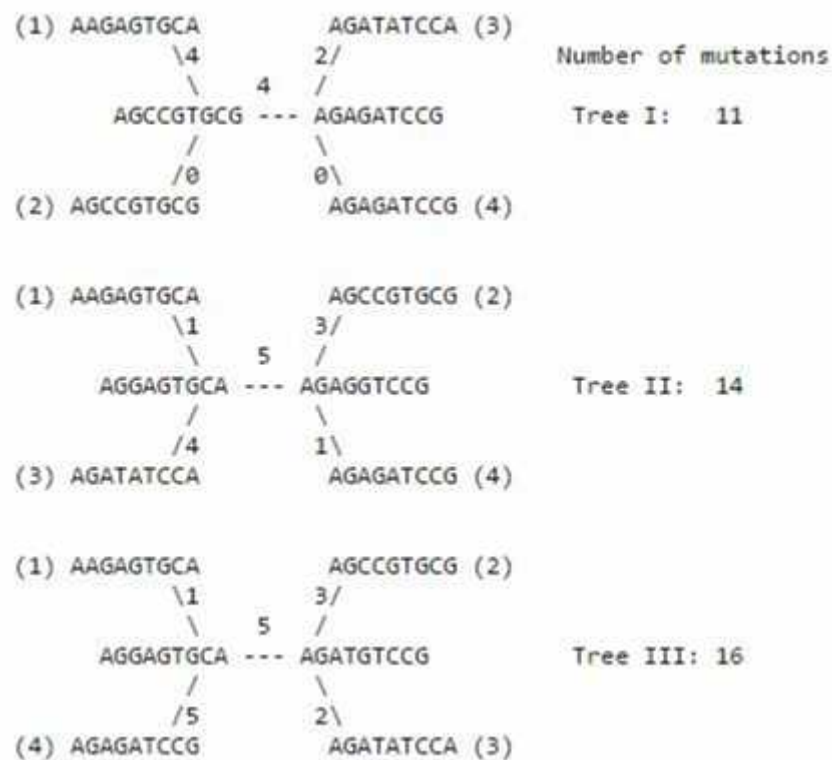 (1) AAGAGTGCA AGATATCCA (3)
\4 2/ Number of mutations
\ 4 /
AGCCGTGCG --- AGAGATCCG Tree I: 11
/ \
/0 0\
(2) AGCCGTGCG AGAGATCCG (4)
(1) AAGAGTGCA AGCCGTGCG (2)
\1 3/
\ 5 /
AGGAGTGCA --- AGAGGTCCG Tree II: 14
/ \
/4 1\
(3) AGATATCCA AGAGATCCG (4)
(1) AAGAGTGCA AGCCGTGCG (2)
\1 3/
\ 5 /
AGGAGTGCA --- AGATGTCCG Tree III: 16
/ \
/5 2\
(4) AGAGATCCG AGATATCCA (3)